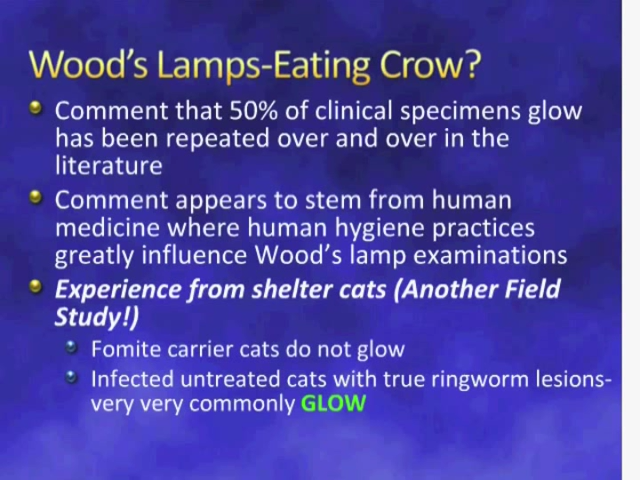 Wood's Lamps-Eating Crow?
Comment that 50% of clinical specimens glow
has been repeated over and over in the
literature
Comment appears to stem from human
medicine where human hygiene practices
greatly influence Wood's lamp examinations
Experience from shelter cats (Another Field
Study!)
Fomite carrier cats do not glow
Infected untreated cats with true ringworm lesions-
very very commonly GLOW